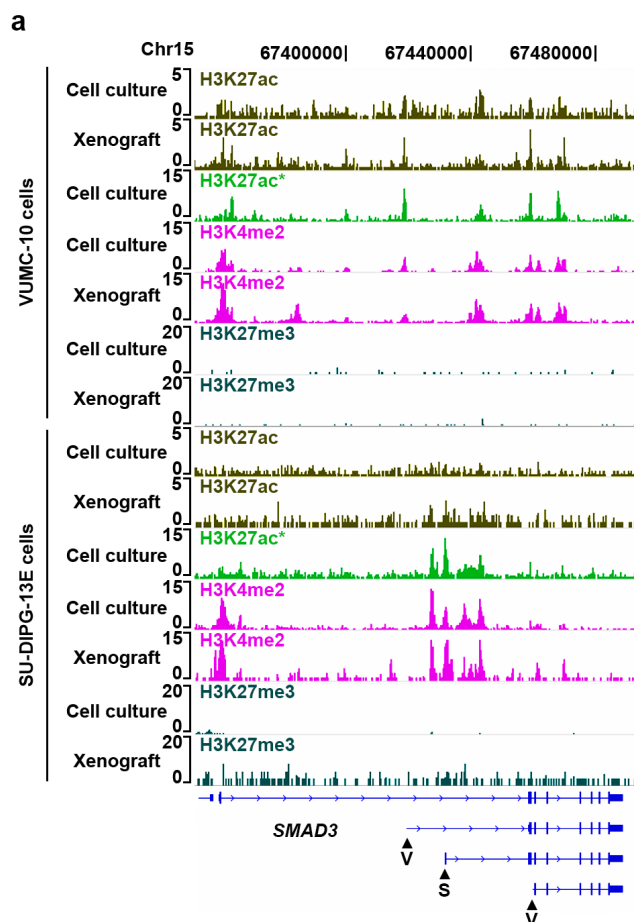 a
Chr15 67400000| 67440000| 67480000|
VUMC-10 cells
Cell culture 5 0 H3K27ac
Xenograft 5 0 H3K27ac
Cell culture 15 0 H3K27ac*
Cell culture 15 0 H3K4me2
Xenograft 15 0 H3K4me2
Cell culture 20 0 H3K27me3
Xenograft 20 0 H3K27me3
SU-DIPG-13E cells
Cell culture 5 0 H3K27ac
Xenograft 5 0 H3K27ac
Cell culture 15 0 H3K27ac*
Cell culture 15 0 H3K4me2
Xenograft 15 0 H3K4me2
Cell culture 20 0 H3K27me3
Xenograft 20 0 H3K27me3
SMAD3
V
S
V